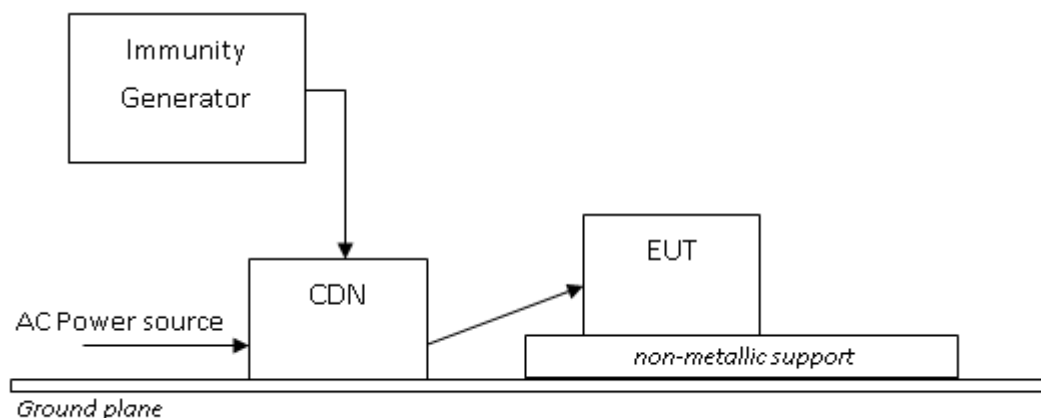 Immunity
Generator
CDN
EUT
AC Power source
non-metallic support
Ground plane